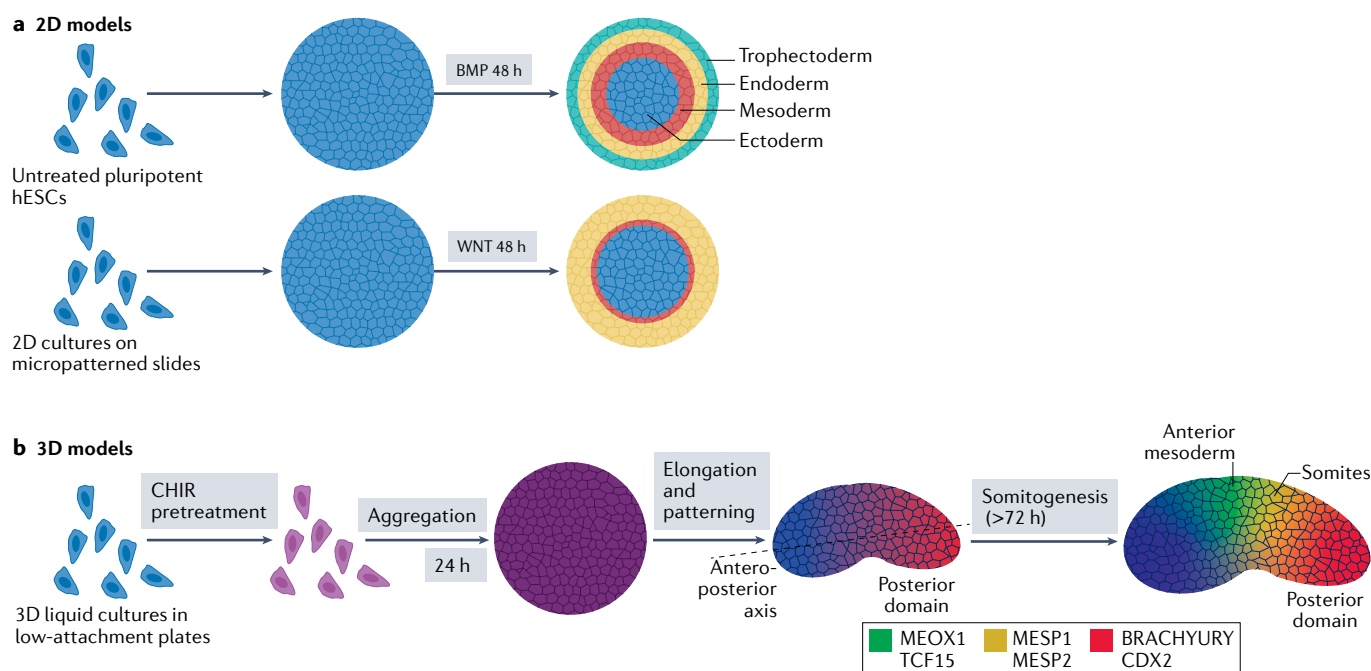 a 2D models
BMP 48 h
Trophectoderm
Endoderm
Mesoderm
Ectoderm
Untreated pluripotent
hESCs
WNT 48 h
2D cultures on
micropatterned slides
b 3D models
CHIR
pretreatment
Aggregation
24 h
Elongation
and
patterning
Somitogenesis
(>72 h)
Anterior
mesoderm
Somites
3D liquid cultures in
low-attachment plates
Antero-
posterior
axis
Posterior
domain
Posterior
domain
MEOX1
TCF15
MESP1
MESP2
BRACHYURY
CDX2